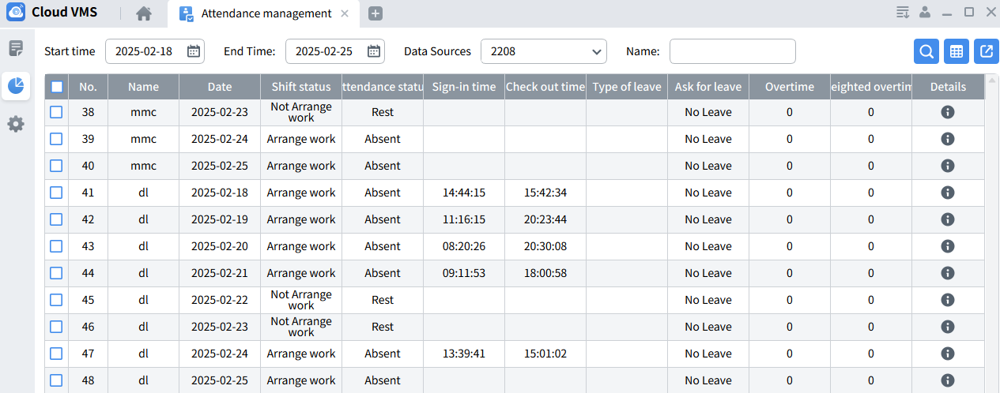 Cloud VMS Attendance management
Start time 2025-02-18 End Time: 2025-02-25 Data Sources 2208 Name:
No. Name Date Shift status ttendance statu Sign-in time Check out time Type of leave Ask for leave Overtime eighted overtim Details
38 mmc 2025-02-23 Not Arrange work Rest No Leave 0 0
39 mmc 2025-02-24 Arrange work Absent No Leave 0 0
40 mmc 2025-02-25 Arrange work Absent No Leave 0 0
41 dl 2025-02-18 Arrange work Absent 14:44:15 15:42:34 No Leave 0 0
42 dl 2025-02-19 Arrange work Absent 11:16:15 20:23:44 No Leave 0 0
43 dl 2025-02-20 Arrange work Absent 08:20:26 20:30:08 No Leave 0 0
44 dl 2025-02-21 Arrange work Absent 09:11:53 18:00:58 No Leave 0 0
45 dl 2025-02-22 Not Arrange work Rest No Leave 0 0
46 dl 2025-02-23 Not Arrange work Rest No Leave 0 0
47 dl 2025-02-24 Arrange work Absent 13:39:41 15:01:02 No Leave 0 0
48 dl 2025-02-25 Arrange work Absent No Leave 0 0